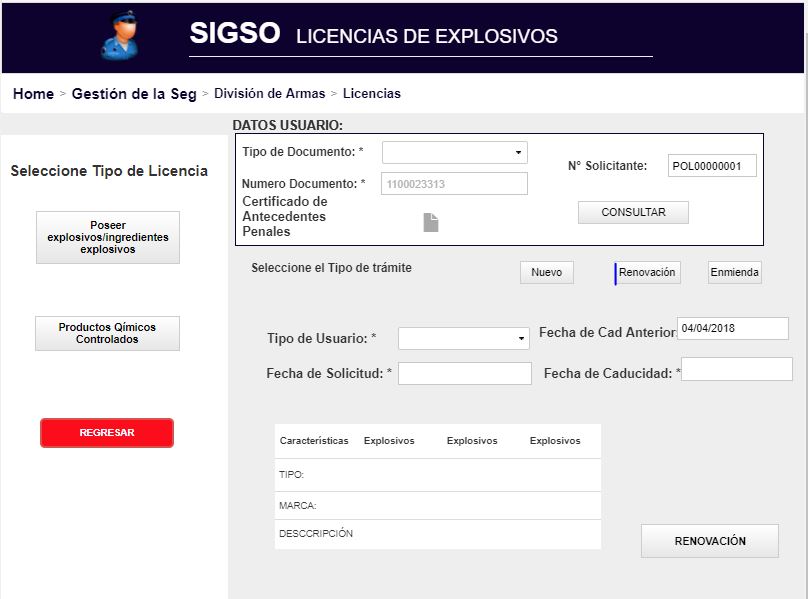 SIGSO LICENCIAS DE EXPLOSIVOS
Home > Gestión de la Seg > División de Armas > Licencias
Seleccione Tipo de Licencia
Poseer
explosivos/ingredientes
explosivos
Productos Qímicos
Controlados
REGRESAR
DATOS USUARIO:
Tipo de Documento: *
N° Solicitante: POL00000001
Numero Documento: * 1100023313
Certificado de
Antecedentes
Penales
CONSULTAR
Seleccione el Tipo de trámite
Nuevo Renovación Enmienda
Tipo de Usuario: * Fecha de Cad Anterior: 04/04/2018
Fecha de Solicitud: * Fecha de Caducidad: *
Características Explosivos Explosivos Explosivos
TIPO:
MARCA:
DESCCRIPCIÓN
RENOVACIÓN